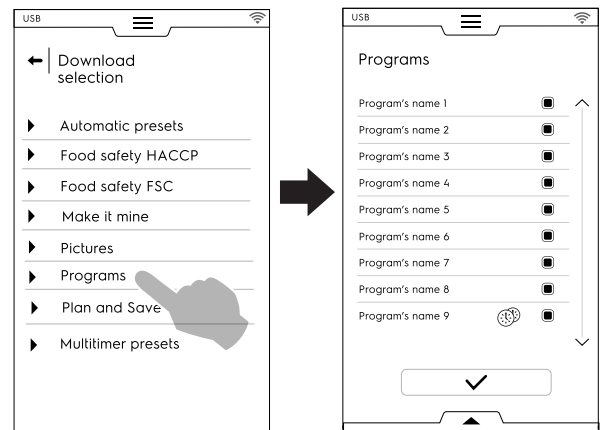 USB
Download
selection
Automatic presets
Food safety HACCP
Food safety FSC
Make it mine
Pictures
Programs
Plan and Save
Multitimer presets
USB
Programs
Program's name 1
Program's name 2
Program's name 3
Program's name 4
Program's name 5
Program's name 6
Program's name 7
Program's name 8
Program's name 9